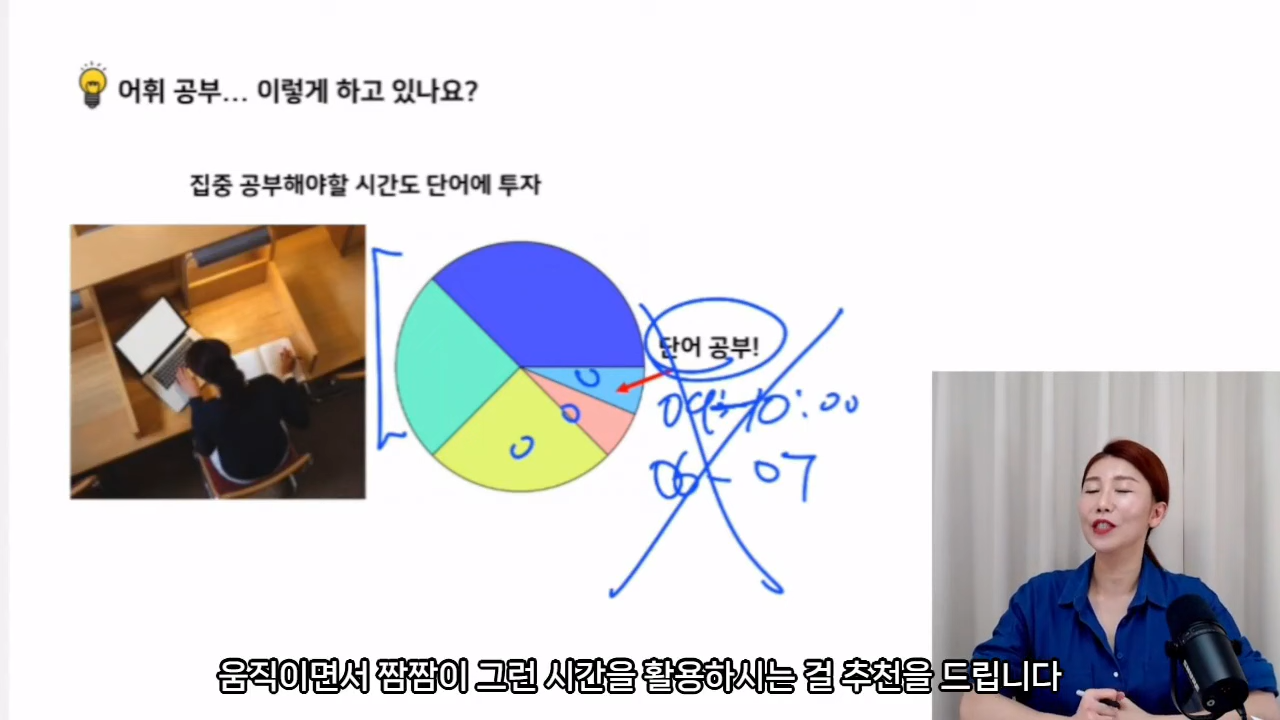 어휘 공부... 이렇게 하고 있나요?
집중 공부해야할 시간도 단어에 투자
단어 공부!
09:-10:00
06 - 07
움직이면서 짬짬이 그런 시간을 활용하시는 걸 추천을 드립니다